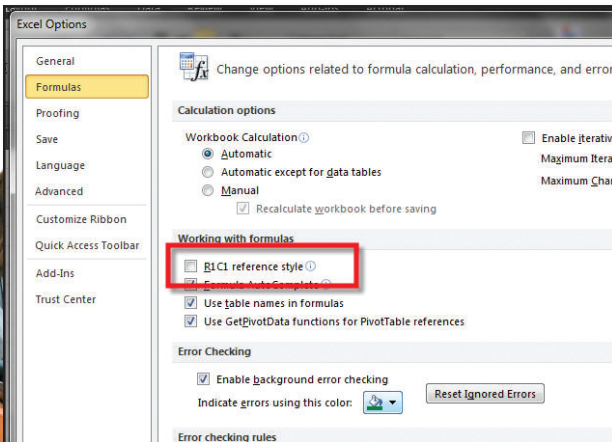 Excel Options
General
Formulas
Proofing
Save
Language
Advanced
Customize Ribbon
Quick Access Toolbar
Add-Ins
Trust Center
Change options related to formula calculation, performance, and error
Calculation options
Workbook Calculation
Automatic
Automatic except for data tables
Manual
Recalculate workbook before saving
Enable iterativ
Maximum Itera
Maximum Chan
Working with formulas
R1C1 reference style
Formula AutoComplete
Use table names in formulas
Use GetPivotData functions for PivotTable references
Error Checking
Enable background error checking
Indicate errors using this color:
Reset Ignored Errors
Error checking rules